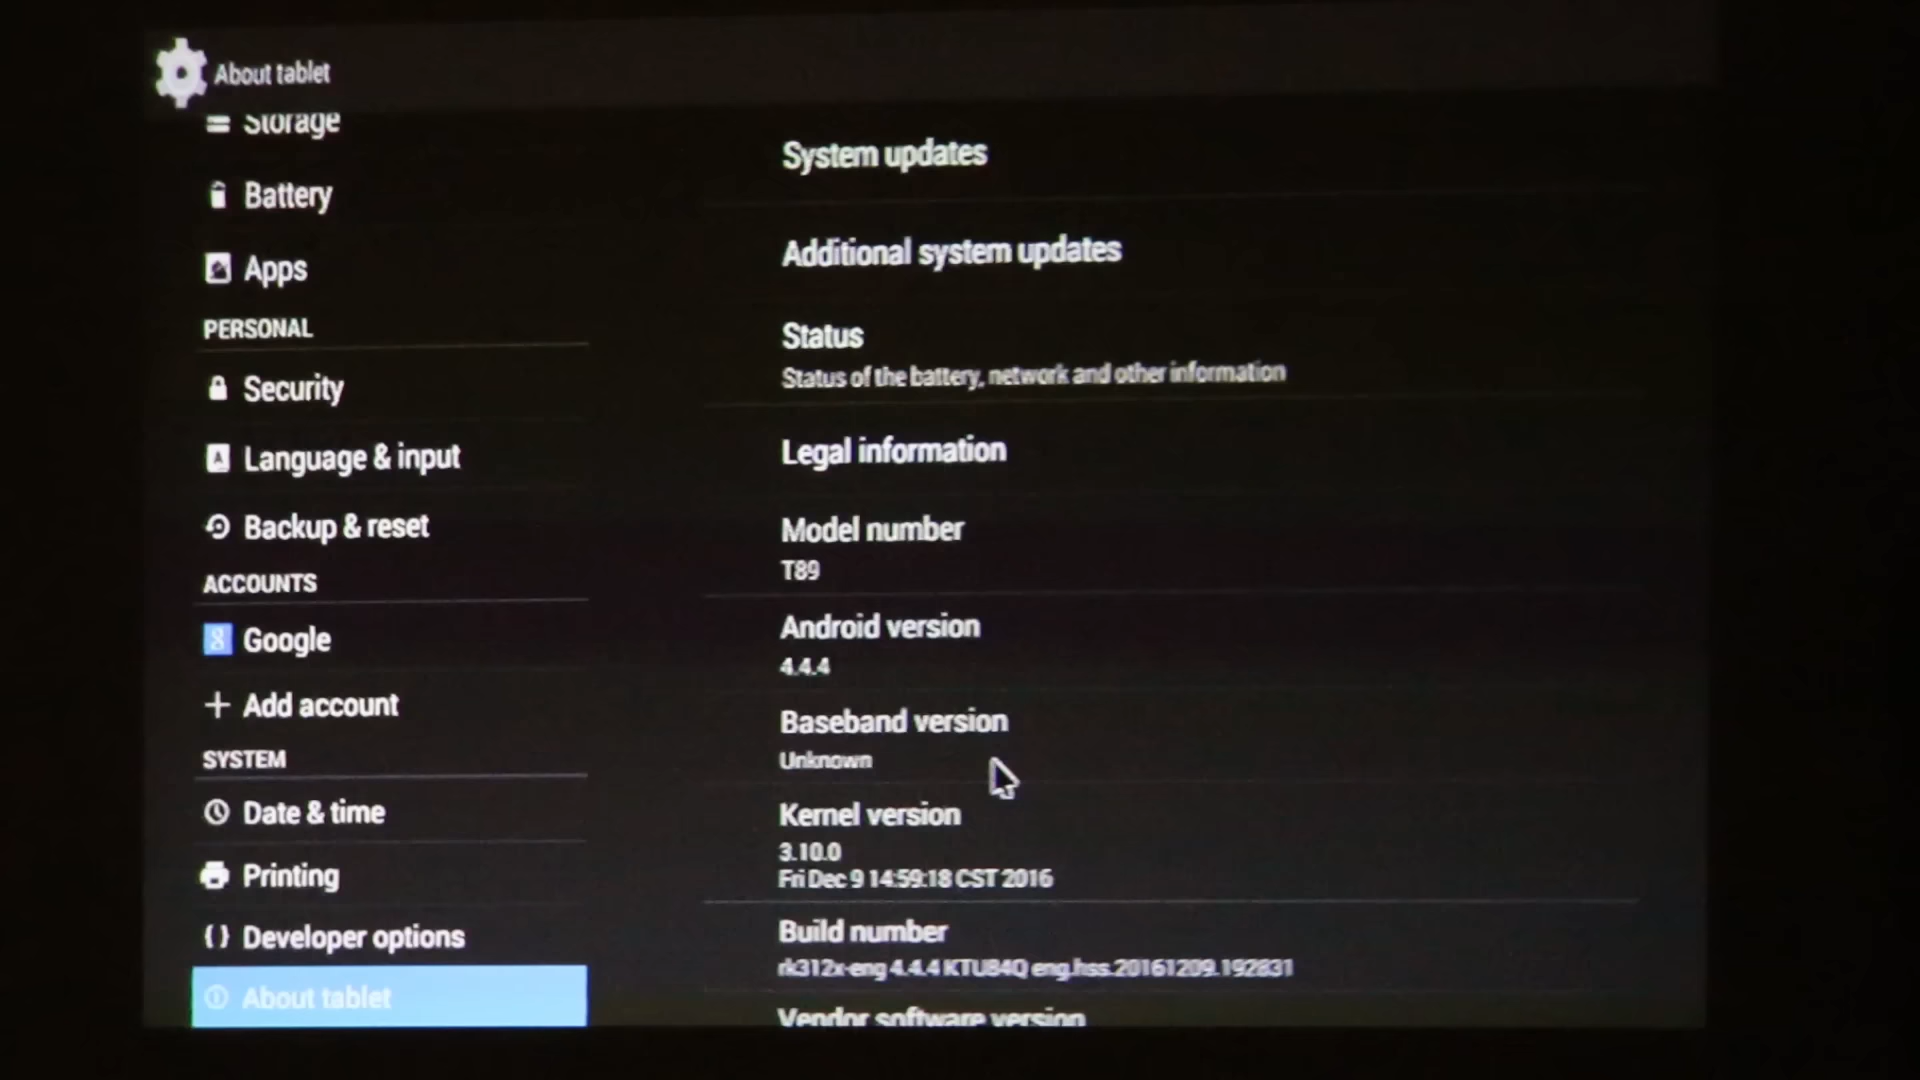 About tablet
Storage
Battery
Apps
PERSONAL
Security
Language & input
Backup & reset
ACCOUNTS
Google
Add account
SYSTEM
Date & time
Printing
Developer options
About tablet
System updates
Additional system updates
Status
Status of the battery, network and other information
Legal information
Model number
T89
Android version
4.4.4
Baseband version
Unknown
Kernel version
3.10.0
Fri Dec 9 14:59:18 CST 2016
Build number
rk312x-eng 4.4.4 KTU84Q eng.hss.20161209.192831
Vendor software version